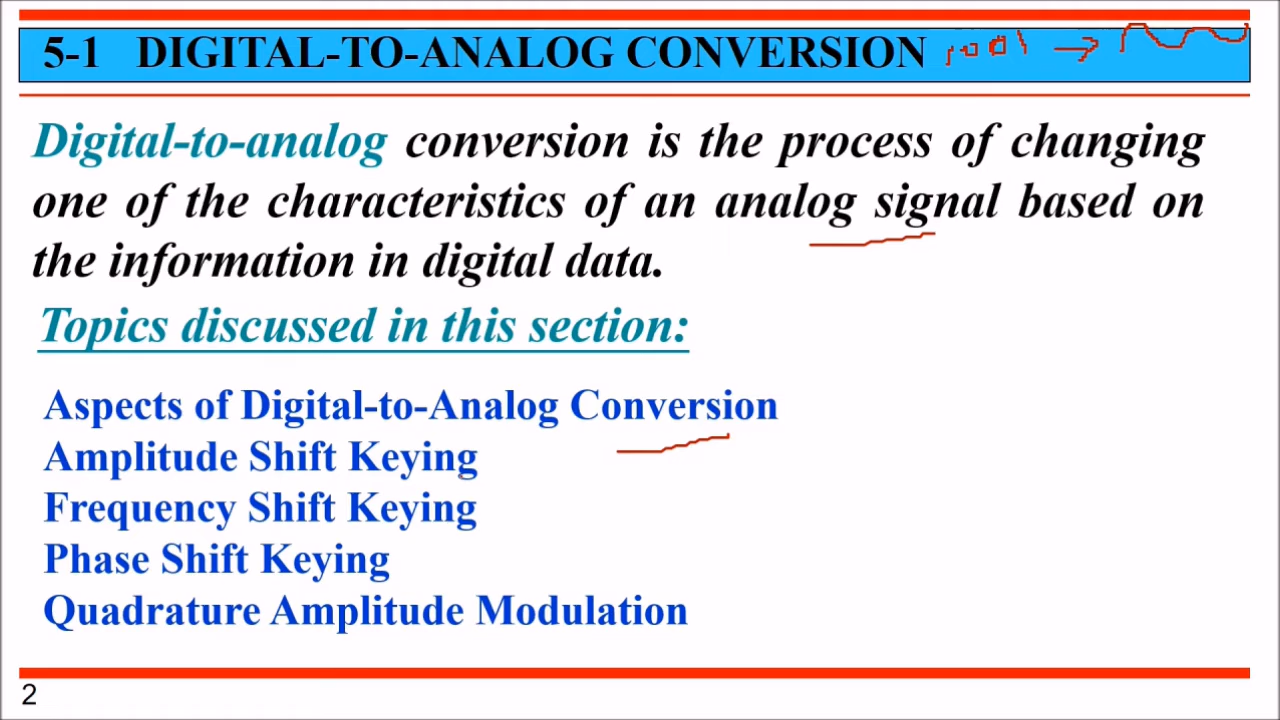 5-1 DIGITAL-TO-ANALOG CONVERSION
Digital-to-analog conversion is the process of changing
one of the characteristics of an analog signal based on
the information in digital data.
Topics discussed in this section:
Aspects of Digital-to-Analog Conversion
Amplitude Shift Keying
Frequency Shift Keying
Phase Shift Keying
Quadrature Amplitude Modulation
2